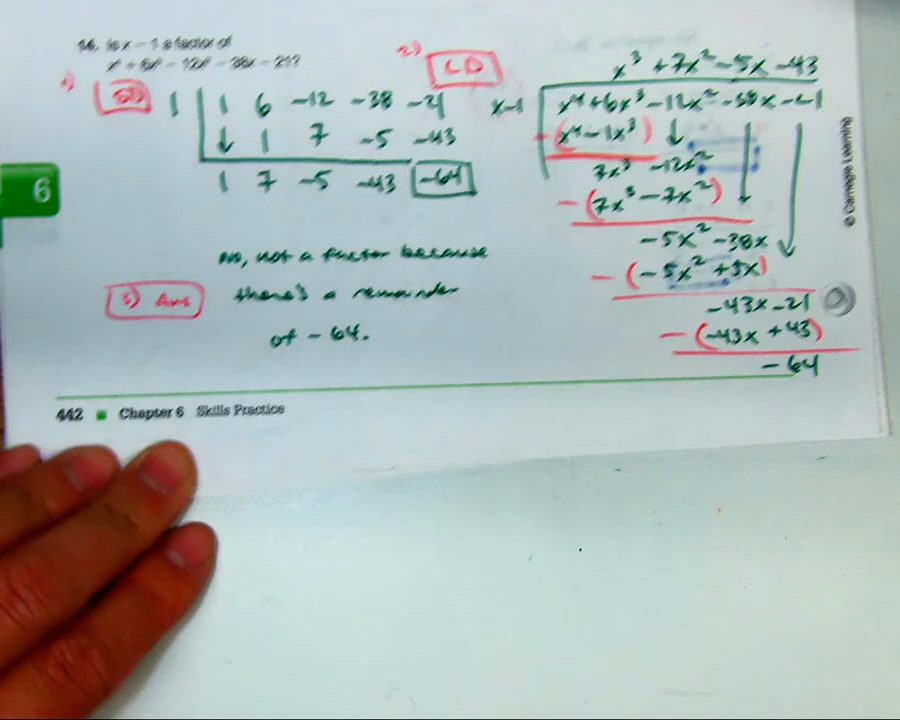 14. Is x – 1 a factor of
x⁴ + 6x³ – 12x² – 38x – 21?
1) SD
1 | 1 6 -12 -38 -21
↓ 1 7 -5 -43
1 7 -5 -43 -64
No, not a factor because
3) Ans there's a remainder
of -64.
2) LD
x³ + 7x² - 5x - 43
x-1 x⁴ + 6x³ - 12x² - 38x - 21
-(x⁴ - 1x³)
7x³ - 12x²
-(7x³ - 7x²)
-5x² - 38x
-(-5x² + 5x)
-43x - 21
-(-43x + 43)
-64
6
© Carnegie Learning
442 ■ Chapter 6 Skills Practice